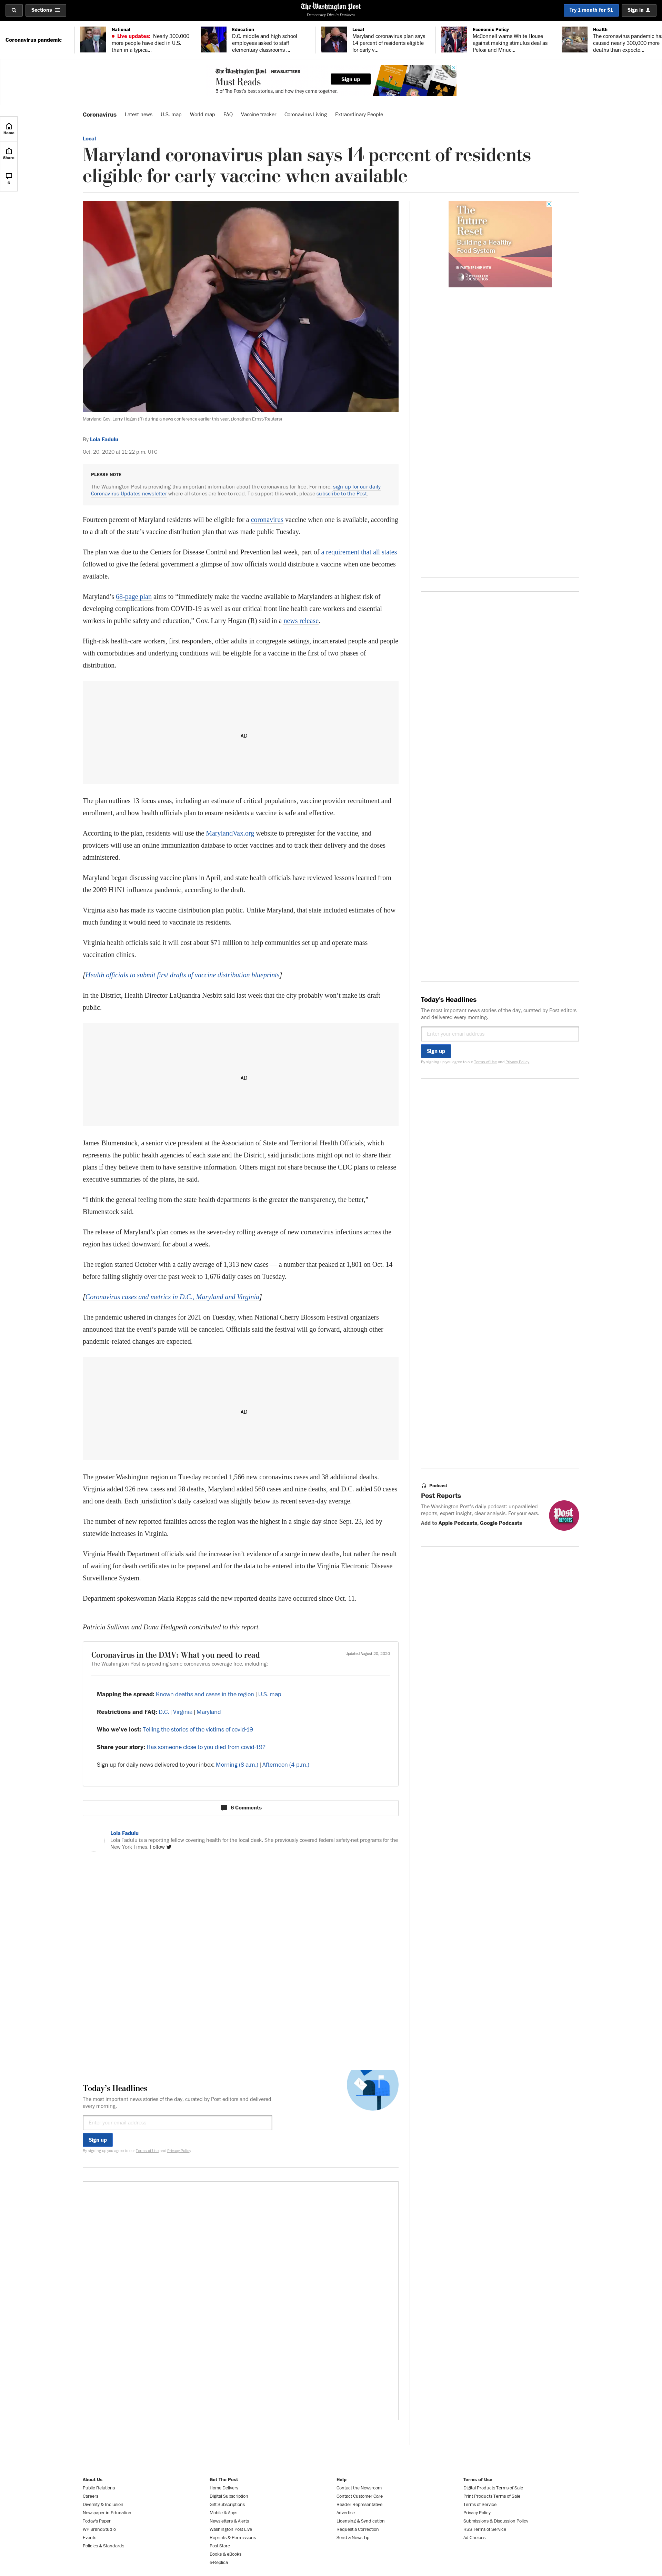 Sections
The Washington Post
Democracy Dies in Darkness
Try 1 month for $1
Sign in
Coronavirus pandemic
National
Live updates: Nearly 300,000
more people have died in U.S.
than in a typica...
Education
D.C. middle and high school
employees asked to staff
elementary classrooms ...
Local
Maryland coronavirus plan says
14 percent of residents eligible
for early v...
Economic Policy
McConnell warns White House
against making stimulus deal as
Pelosi and Mnuc...
Health
The coronavirus pandemic has
caused nearly 300,000 more
deaths than expecte...
The Washington Post | NEWSLETTERS
Must Reads
5 of The Post's best stories, and how they came together.
Sign up
Home
Share
6
Coronavirus
Latest news
U.S. map
World map
FAQ
Vaccine tracker
Coronavirus Living
Extraordinary People
Local
Maryland coronavirus plan says 14 percent of residents
eligible for early vaccine when available
The
Future
Reset
Building a Healthy
Food System
IN PARTNERSHIP WITH
Maryland Gov. Larry Hogan (R) during a news conference earlier this year. (Jonathan Ernst/Reuters)
By Lola Fadulu
Oct. 20, 2020 at 11:22 p.m. UTC
PLEASE NOTE
The Washington Post is providing this important information about the coronavirus for free. For more, sign up for our daily
Coronavirus Updates newsletter where all stories are free to read. To support this work, please subscribe to the Post.
Fourteen percent of Maryland residents will be eligible for a coronavirus vaccine when one is available, according
to a draft of the state's vaccine distribution plan that was made public Tuesday.
The plan was due to the Centers for Disease Control and Prevention last week, part of a requirement that all states
followed to give the federal government a glimpse of how officials would distribute a vaccine when one becomes
available.
Maryland's 68-page plan aims to “immediately make the vaccine available to Marylanders at highest risk of
developing complications from COVID-19 as well as our critical front line health care workers and essential
workers in public safety and education,” Gov. Larry Hogan (R) said in a news release.
High-risk health-care workers, first responders, older adults in congregate settings, incarcerated people and people
with comorbidities and underlying conditions will be eligible for a vaccine in the first of two phases of
distribution.
AD
The plan outlines 13 focus areas, including an estimate of critical populations, vaccine provider recruitment and
enrollment, and how health officials plan to ensure residents a vaccine is safe and effective.
According to the plan, residents will use the MarylandVax.org website to preregister for the vaccine, and
providers will use an online immunization database to order vaccines and to track their delivery and the doses
administered.
Maryland began discussing vaccine plans in April, and state health officials have reviewed lessons learned from
the 2009 H1N1 influenza pandemic, according to the draft.
Virginia also has made its vaccine distribution plan public. Unlike Maryland, that state included estimates of how
much funding it would need to vaccinate its residents.
Virginia health officials said it will cost about $71 million to help communities set up and operate mass
vaccination clinics.
[Health officials to submit first drafts of vaccine distribution blueprints]
In the District, Health Director LaQuandra Nesbitt said last week that the city probably won't make its draft
public.
AD
Today's Headlines
The most important news stories of the day, curated by Post editors
and delivered every morning.
Enter your email address
Sign up
By signing up you agree to our Terms of Use and Privacy Policy
James Blumenstock, a senior vice president at the Association of State and Territorial Health Officials, which
represents the public health agencies of each state and the District, said jurisdictions might opt not to share their
plans if they believe them to have sensitive information. Others might not share because the CDC plans to release
executive summaries of the plans, he said.
“I think the general feeling from the state health departments is the greater the transparency, the better,”
Blumenstock said.
The release of Maryland's plan comes as the seven-day rolling average of new coronavirus infections across the
region has ticked downward for about a week.
The region started October with a daily average of 1,313 new cases — a number that peaked at 1,801 on Oct. 14
before falling slightly over the past week to 1,676 daily cases on Tuesday.
[Coronavirus cases and metrics in D.C., Maryland and Virginia]
The pandemic ushered in changes for 2021 on Tuesday, when National Cherry Blossom Festival organizers
announced that the event's parade will be canceled. Officials said the festival will go forward, although other
pandemic-related changes are expected.
AD
The greater Washington region on Tuesday recorded 1,566 new coronavirus cases and 38 additional deaths.
Virginia added 926 new cases and 28 deaths, Maryland added 560 cases and nine deaths, and D.C. added 50 cases
and one death. Each jurisdiction's daily caseload was slightly below its recent seven-day average.
The number of new reported fatalities across the region was the highest in a single day since Sept. 23, led by
statewide increases in Virginia.
Virginia Health Department officials said the increase isn't evidence of a surge in new deaths, but rather the result
of waiting for death certificates to be prepared and for the data to be entered into the Virginia Electronic Disease
Surveillance System.
Department spokeswoman Maria Reppas said the new reported deaths have occurred since Oct. 11.
Patricia Sullivan and Dana Hedgpeth contributed to this report.
Podcast
Post Reports
The Washington Post's daily podcast: unparalleled
reports, expert insight, clear analysis. For your ears.
Add to Apple Podcasts, Google Podcasts
Post
REPORTS
Coronavirus in the DMV: What you need to read
Updated August 20, 2020
The Washington Post is providing some coronavirus coverage free, including:
Mapping the spread: Known deaths and cases in the region | U.S. map
Restrictions and FAQ: D.C. | Virginia | Maryland
Who we've lost: Telling the stories of the victims of covid-19
Share your story: Has someone close to you died from covid-19?
Sign up for daily news delivered to your inbox: Morning (8 a.m.) | Afternoon (4 p.m.)
6 Comments
Lola Fadulu
Lola Fadulu is a reporting fellow covering health for the local desk. She previously covered federal safety-net programs for the
New York Times. Follow
Today's Headlines
The most important news stories of the day, curated by Post editors and delivered
every morning.
Enter your email address
Sign up
By signing up you agree to our Terms of Use and Privacy Policy
About Us
Public Relations
Careers
Diversity & Inclusion
Newspaper in Education
Today's Paper
WP BrandStudio
Events
Policies & Standards
Get The Post
Home Delivery
Digital Subscription
Gift Subscriptions
Mobile & Apps
Newsletters & Alerts
Washington Post Live
Reprints & Permissions
Post Store
Books & eBooks
e-Replica
Help
Contact the Newsroom
Contact Customer Care
Reader Representative
Advertise
Licensing & Syndication
Request a Correction
Send a News Tip
Terms of Use
Digital Products Terms of Sale
Print Products Terms of Sale
Terms of Service
Privacy Policy
Submissions & Discussion Policy
RSS Terms of Service
Ad Choices